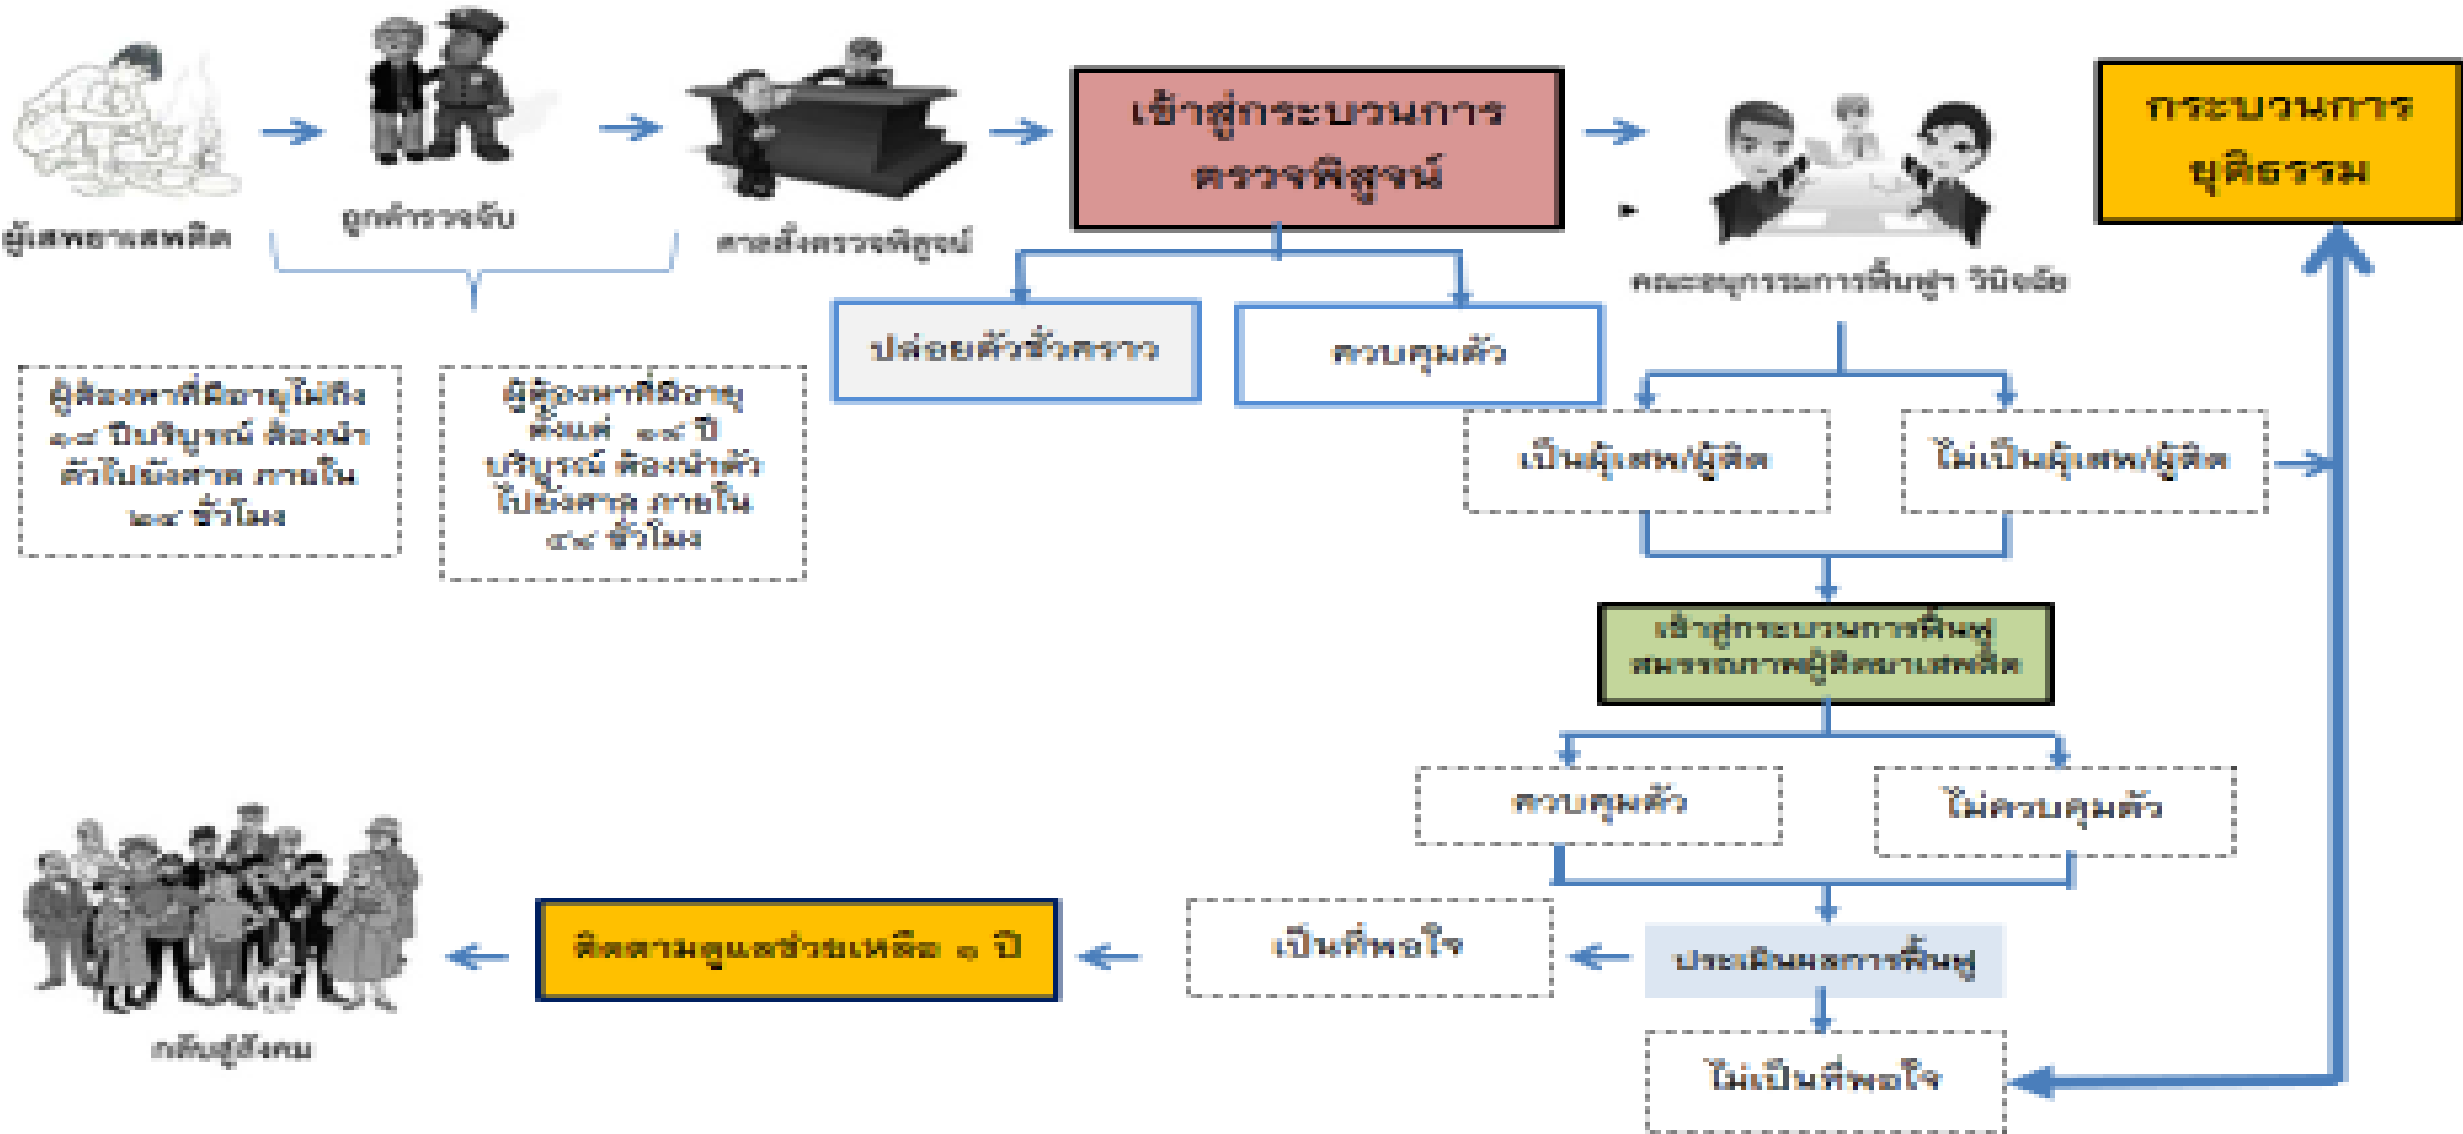 เข้าสู่กระบวนการ
ตรวจพิสูจน์
กระบวนการ
ยุติธรรม
ผู้เสพยาเสพติด
ถูกตำรวจจับ
ศาลสั่งตรวจพิสูจน์
คณะอนุกรรมการฟื้นฟูฯ วินิจฉัย
ปล่อยตัวชั่วคราว
ควบคุมตัว
ผู้ต้องหาที่มีอายุไม่ถึง
๑๘ ปีบริบูรณ์ ต้องนำ
ตัวไปยังศาล ภายใน
๒๔ ชั่วโมง
ผู้ต้องหาที่มีอายุ
ตั้งแต่ ๑๘ ปี
บริบูรณ์ ต้องนำตัว
ไปยังศาล ภายใน
๔๘ ชั่วโมง
เป็นผู้เสพ/ผู้ติด
ไม่เป็นผู้เสพ/ผู้ติด
เข้าสู่กระบวนการฟื้นฟู
สมรรถภาพผู้ติดยาเสพติด
ควบคุมตัว
ไม่ควบคุมตัว
ประเมินผลการฟื้นฟู
เป็นที่พอใจ
ติดตามดูแลช่วยเหลือ ๑ ปี
กลับสู่สังคม
ไม่เป็นที่พอใจ